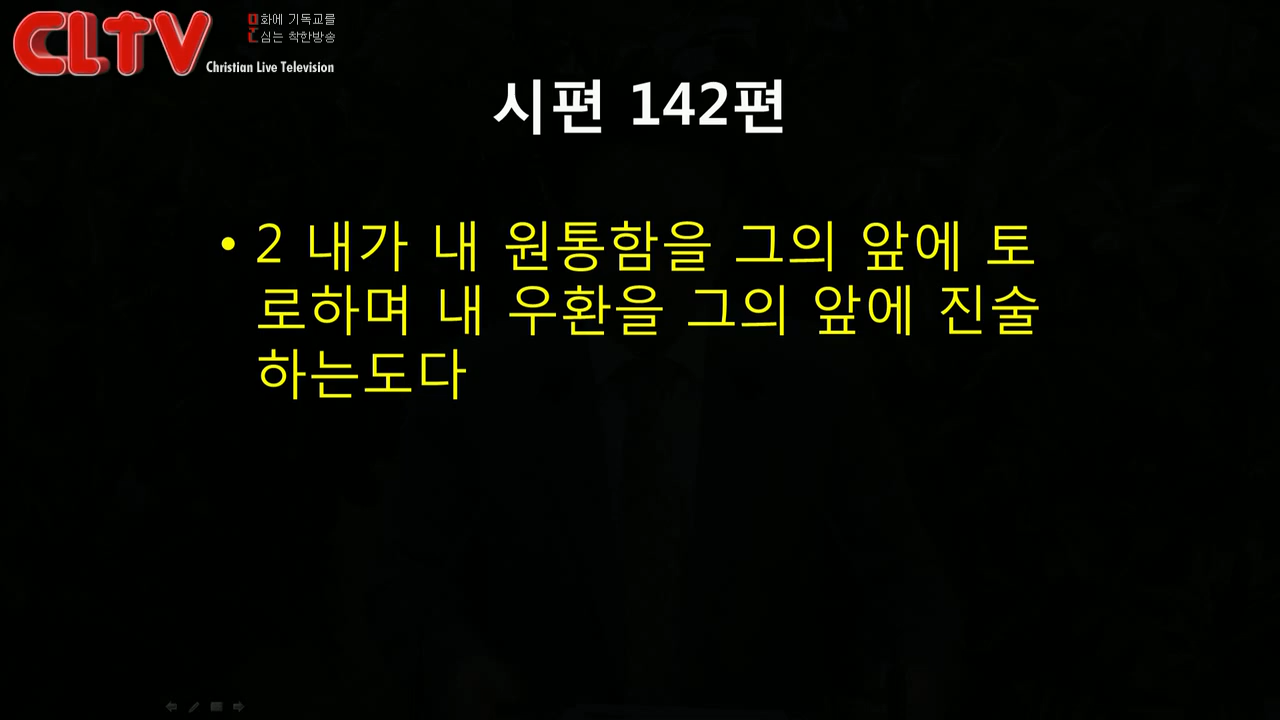 CLTV
문화에 기독교를
심는 착한방송
Christian Live Television
시편 142편
• 2 내가 내 원통함을 그의 앞에 토
로하며 내 우환을 그의 앞에 진술
하는도다